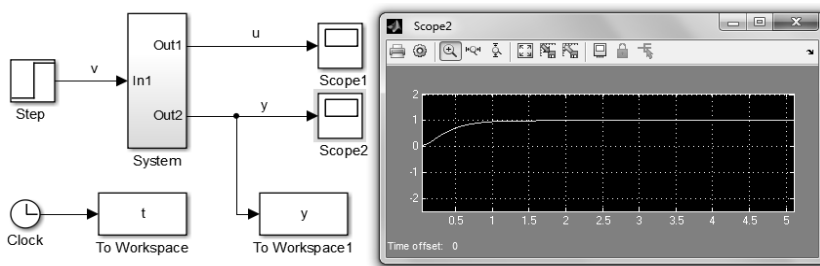 Out1
u
Scope1
v
In1
Step
Out2
y
Scope2
System
t
y
Clock
To Workspace
To Workspace1
Scope2
2
1
0
-1
-2
0.5
1
1.5
2
2.5
3
3.5
4
4.5
5
Time offset: 0